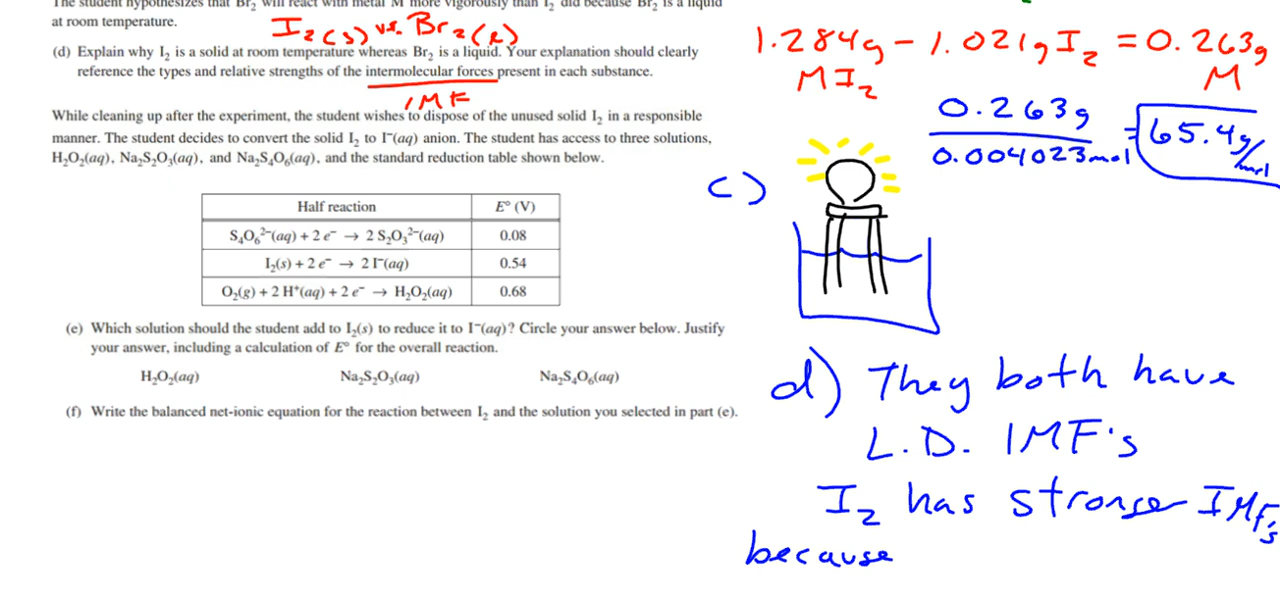 The student hypothesizes that Br₂ will react with metal M more vigorously than I₂ did because Br₂ is a liquid
at room temperature.
I₂(s) vs. Br₂(l)
(d) Explain why I₂ is a solid at room temperature whereas Br₂ is a liquid. Your explanation should clearly
reference the types and relative strengths of the intermolecular forces present in each substance.
IMF
While cleaning up after the experiment, the student wishes to dispose of the unused solid I₂ in a responsible
manner. The student decides to convert the solid I₂ to I⁻(aq) anion. The student has access to three solutions,
H₂O₂(aq), Na₂S₂O₃(aq), and Na₂S₄O₆(aq), and the standard reduction table shown below.
Half reaction E° (V)
S₄O₆²⁻(aq) + 2 e⁻ → 2 S₂O₃²⁻(aq) 0.08
I₂(s) + 2 e⁻ → 2 I⁻(aq) 0.54
O₂(g) + 2 H⁺(aq) + 2 e⁻ → H₂O₂(aq) 0.68
(e) Which solution should the student add to I₂(s) to reduce it to I⁻(aq)? Circle your answer below. Justify
your answer, including a calculation of E° for the overall reaction.
H₂O₂(aq) Na₂S₂O₃(aq) Na₂S₄O₆(aq)
(f) Write the balanced net-ionic equation for the reaction between I₂ and the solution you selected in part (e).
1.284g - 1.021g I₂ = 0.263g
MI₂ M
0.263g
0.004023mol
= 65.4g/mol
c)
d) They both have
L.D. IMF's
I₂ has stronger IMF's
because